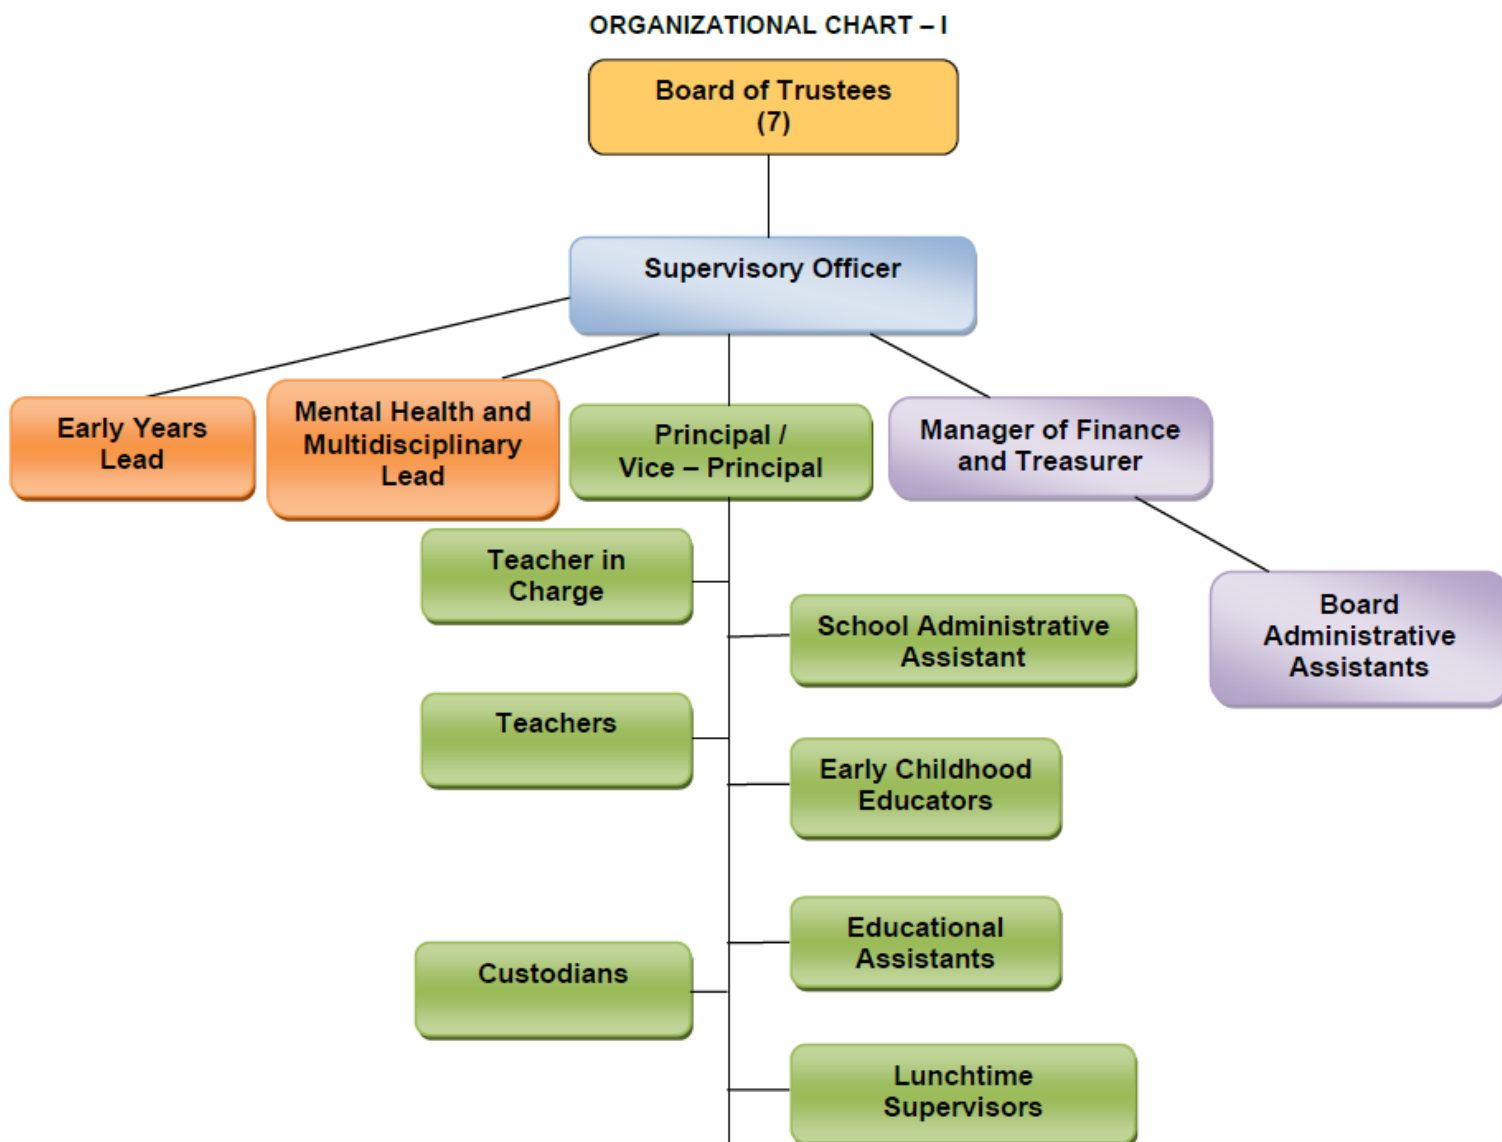 ORGANIZATIONAL CHART – I
Board of Trustees
(7)
Supervisory Officer
Early Years
Lead
Mental Health and
Multidisciplinary
Lead
Principal /
Vice – Principal
Manager of Finance
and Treasurer
Teacher in
Charge
School Administrative
Assistant
Board
Administrative
Assistants
Teachers
Early Childhood
Educators
Educational
Assistants
Custodians
Lunchtime
Supervisors